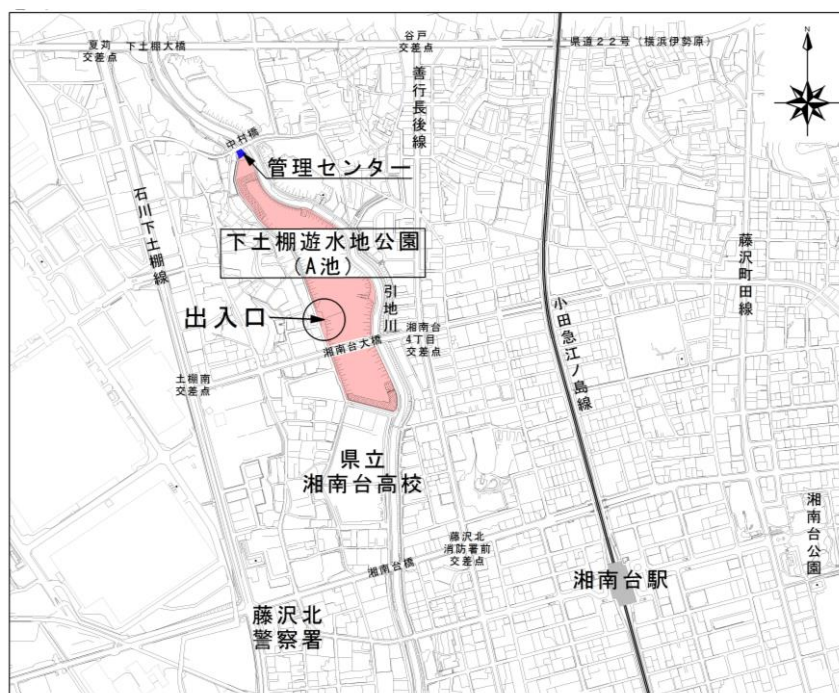 夏苅
交差点
下土棚大橋
谷戸
交差点
県道22号(横浜伊勢原)
N
善行長後線
中村橋
管理センター
石川下土棚線
下土棚遊水地公園
(A池)
藤沢町田線
引地川
出入口
湘南台
4丁目
交差点
湘南台大橋
小田急江ノ島線
土棚南
交差点
県立
湘南台高校
湘南台公園
藤沢北
消防署前
交差点
湘南台橋
湘南台駅
藤沢北
警察署